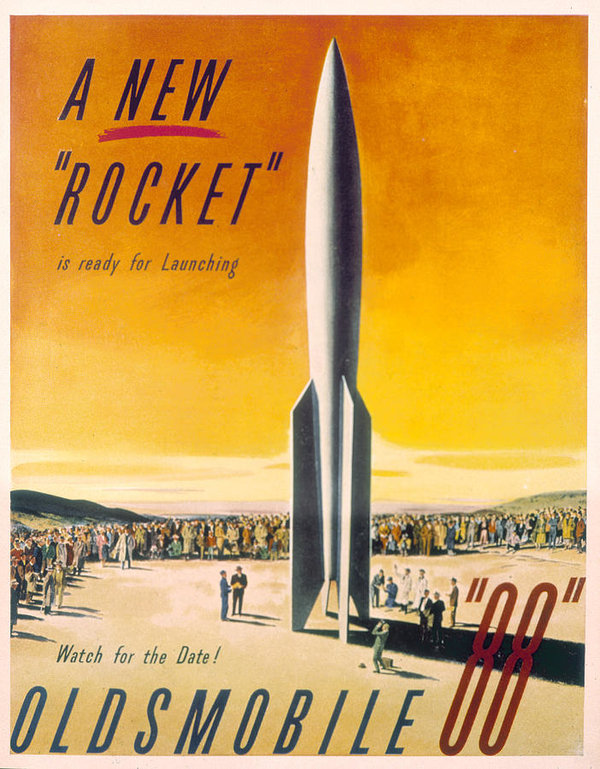 A NEW
"ROCKET"
is ready for Launching
Watch for the Date!
OLDSMOBILE "88"